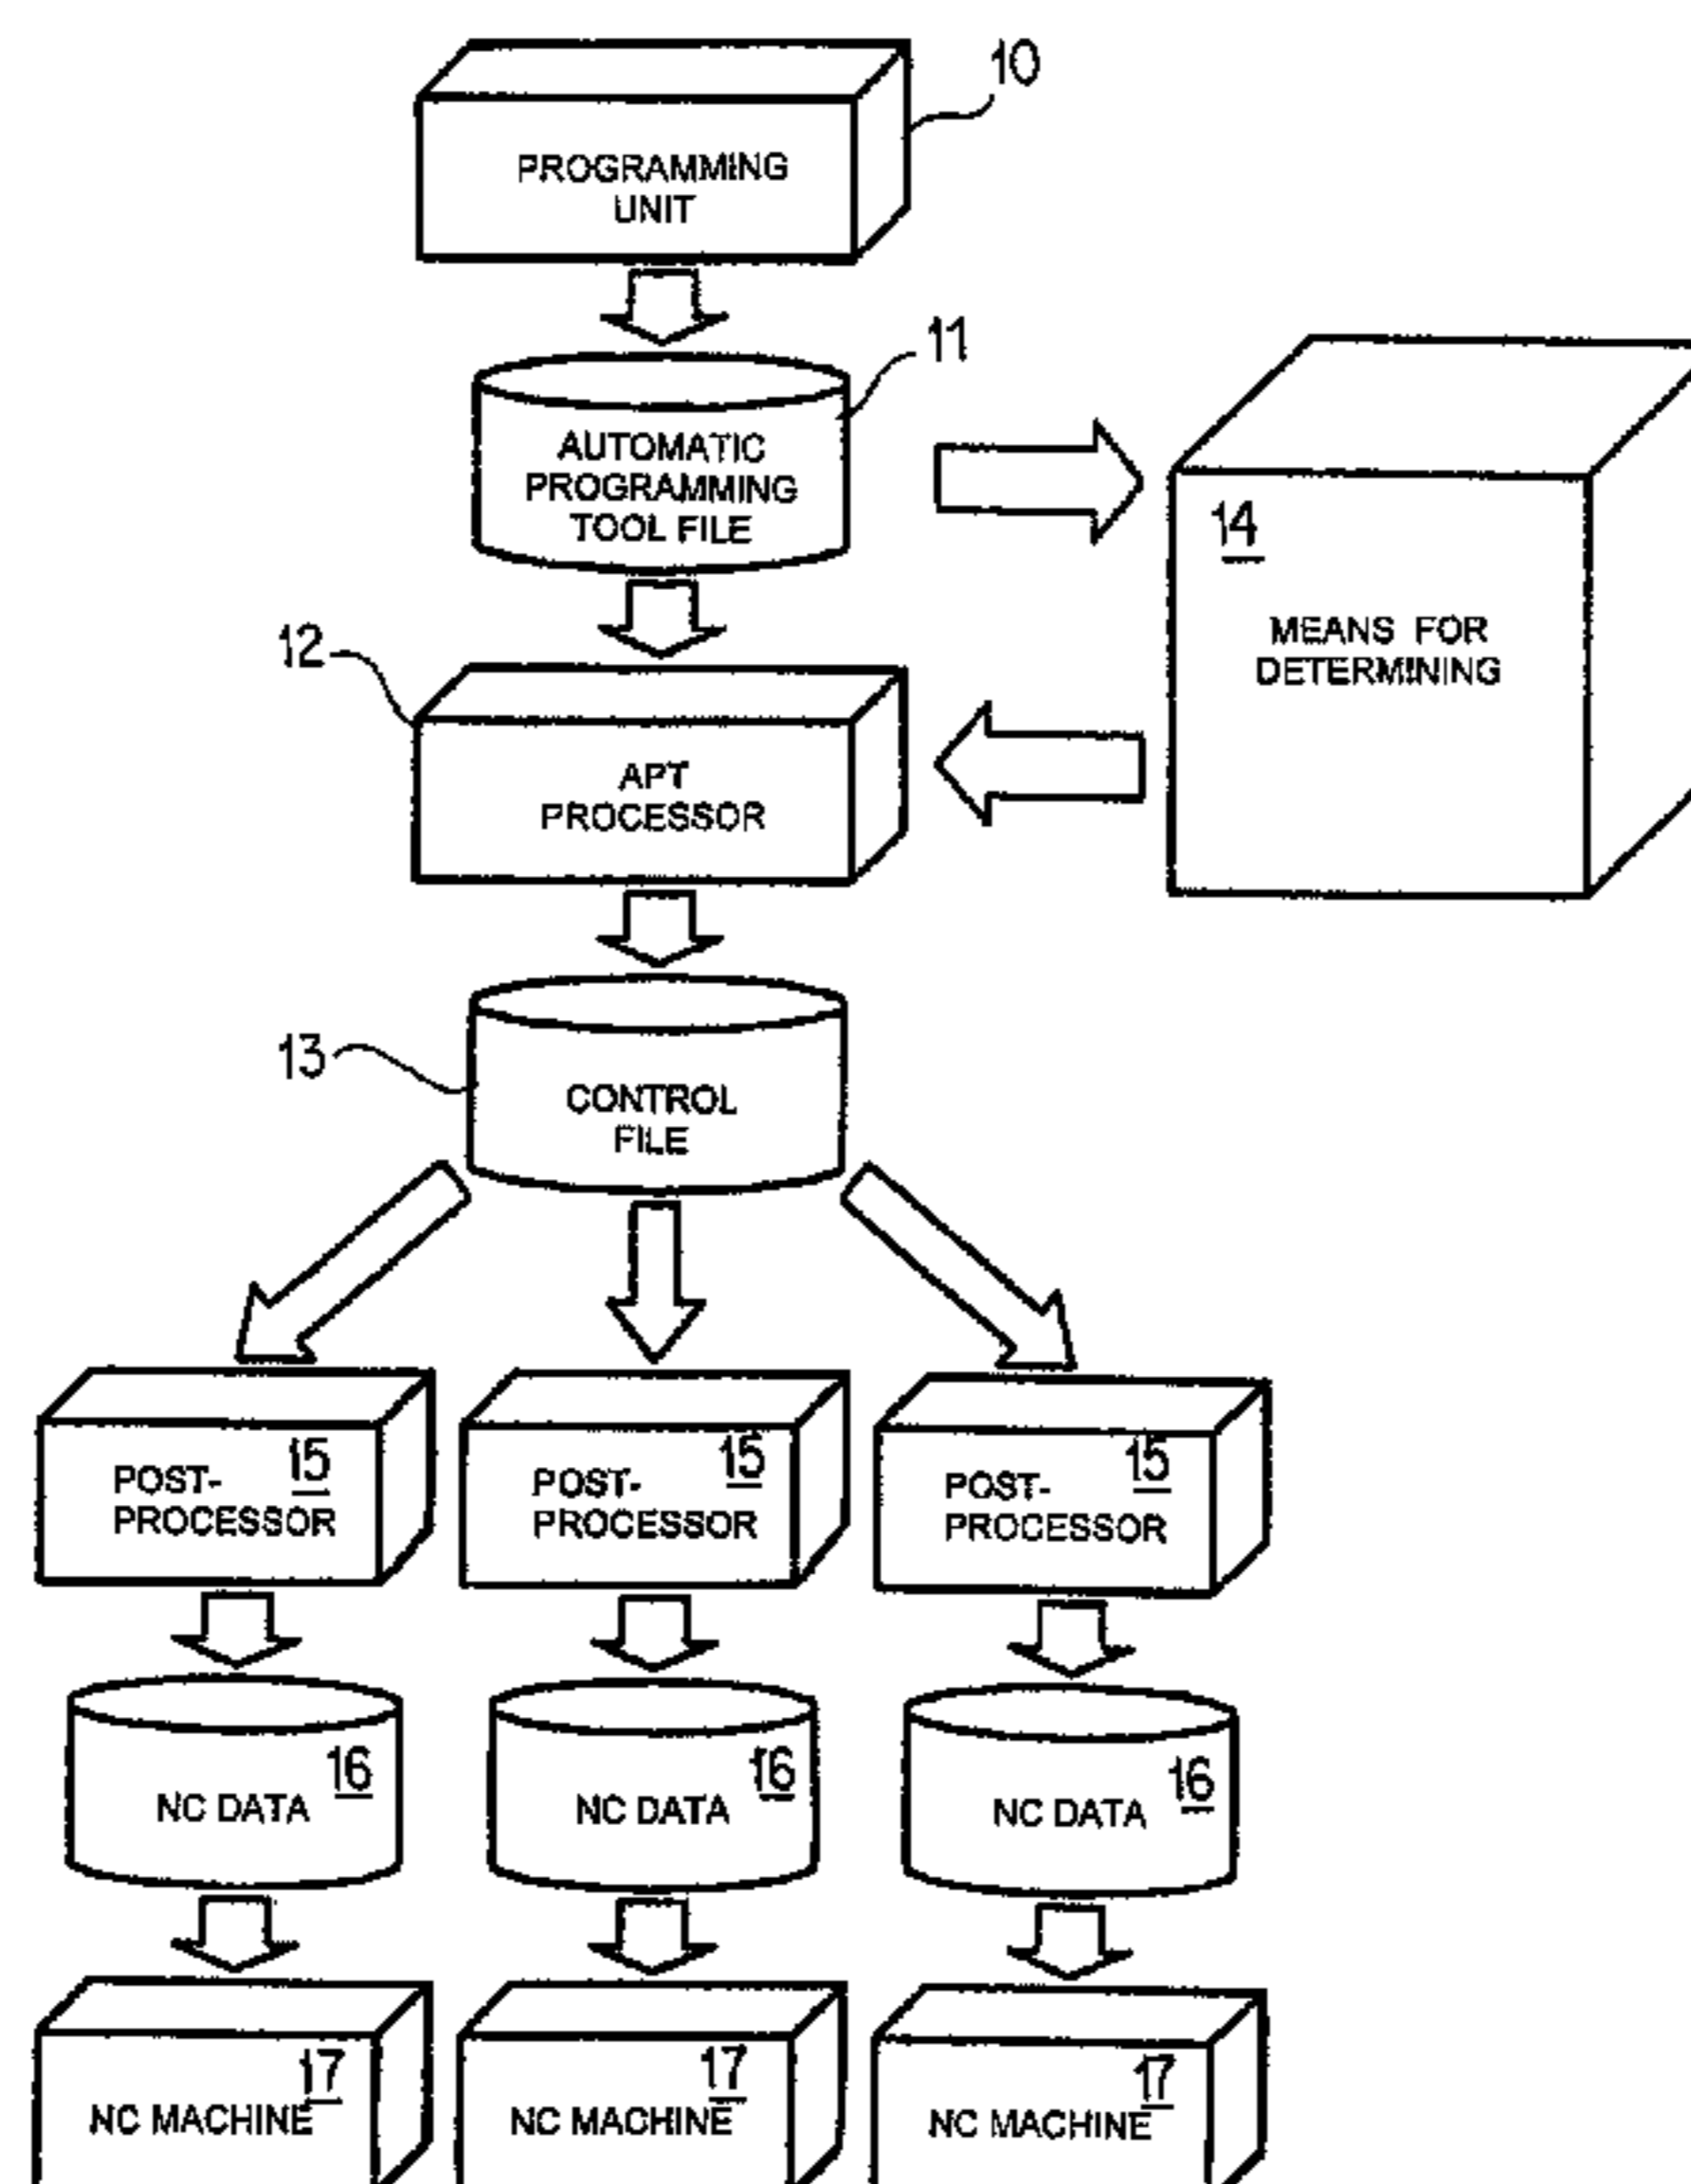 10
PROGRAMMING
UNIT
11
AUTOMATIC
PROGRAMMING
TOOL FILE
14
MEANS FOR
DETERMINING
12
APT
PROCESSOR
13
CONTROL
FILE
15
POST-
PROCESSOR
15
POST-
PROCESSOR
15
POST-
PROCESSOR
16
NC DATA
16
NC DATA
16
NC DATA
17
NC MACHINE
17
NC MACHINE
17
NC MACHINE